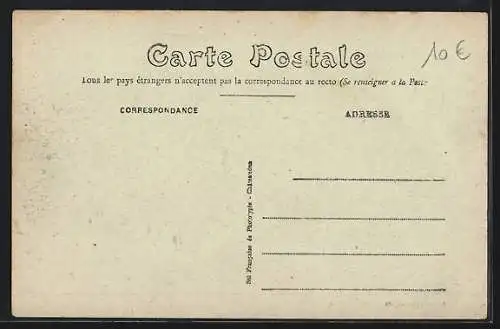 Carte Postale
10 €
Tous les pays étrangers n'acceptent pas la correspondance au recto (Se renseigner a la Poste
CORRESPONDANCE
ADRESSE
Sté Française de Phototypie - Châteaudun